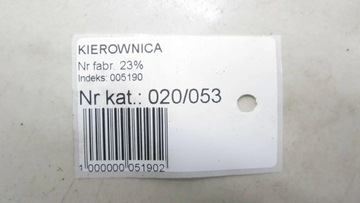 KIEROWNICA
Nr fabr. 23%
Indeks: 005190
Nr kat.: 020/053
1 000000 051902